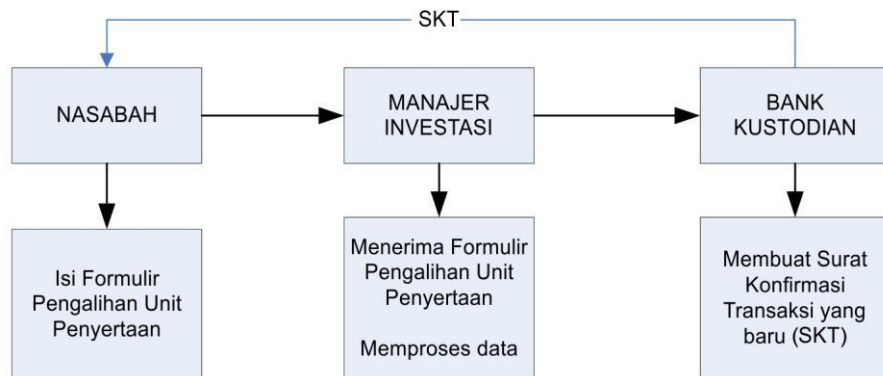 SKT
NASABAH
MANAJER
INVESTASI
BANK
KUSTODIAN
Isi Formulir
Pengalihan Unit
Penyertaan
Menerima Formulir
Pengalihan Unit
Penyertaan
Memproses data
Membuat Surat
Konfirmasi
Transaksi yang
baru (SKT)